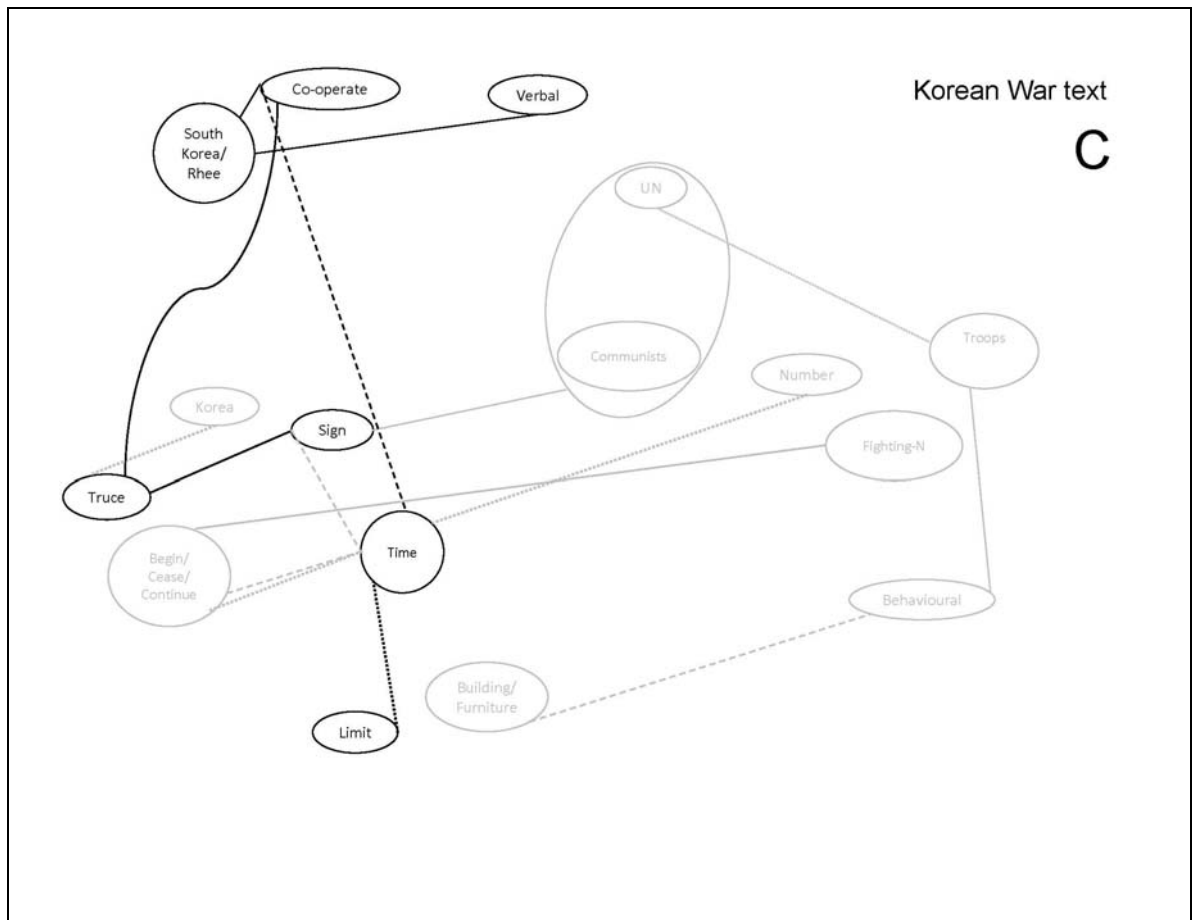 Korean War text
C
Co-operate
Verbal
South
Korea/
Rhee
UN
Troops
Communists
Number
Korea
Sign
Fighting-N
Truce
Time
Begin/
Cease/
Continue
Behavioural
Building/
Furniture
Limit